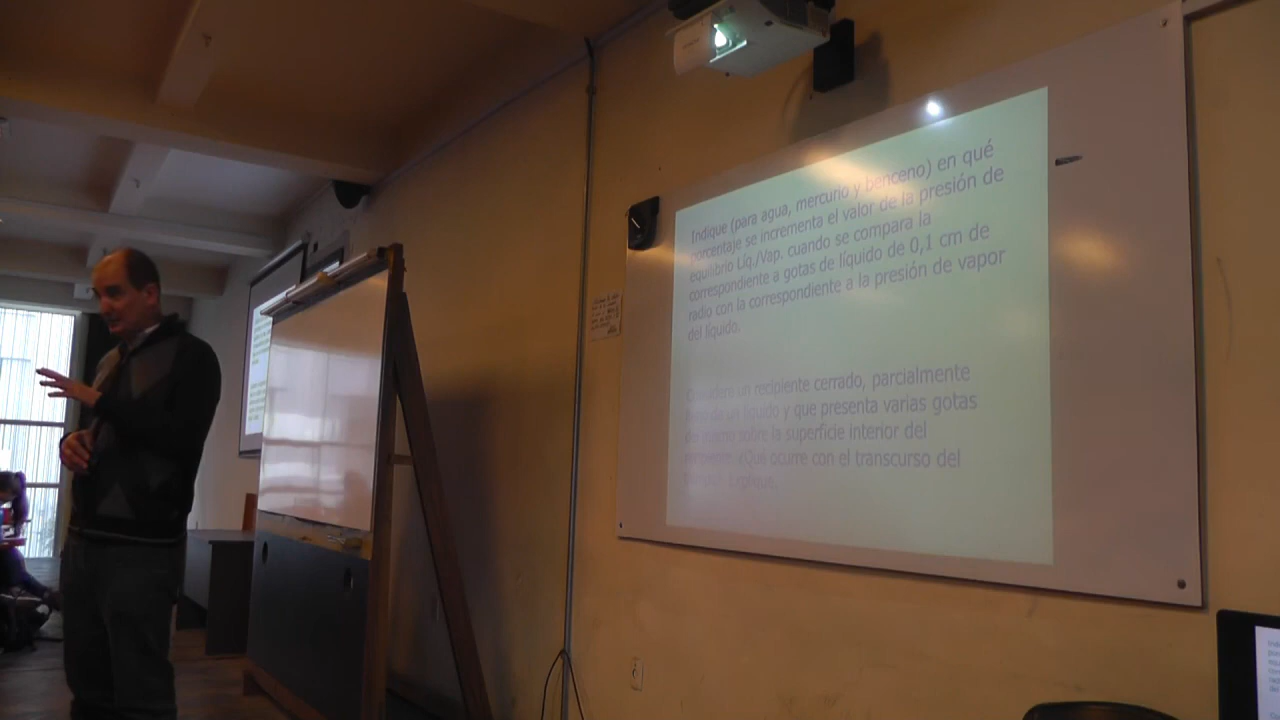 Indique (para agua, mercurio y benceno) en qué
porcentaje se incrementa el valor de la presión de
equilibrio Líq./Vap. cuando se compara la
correspondiente a gotas de líquido de 0,1 cm de
radio con la correspondiente a la presión de vapor
del líquido.
un recipiente cerrado, parcialmente
líquido y que presenta varias gotas
sobre la superficie interior del
¿Qué ocurre con el transcurso del
Explique.